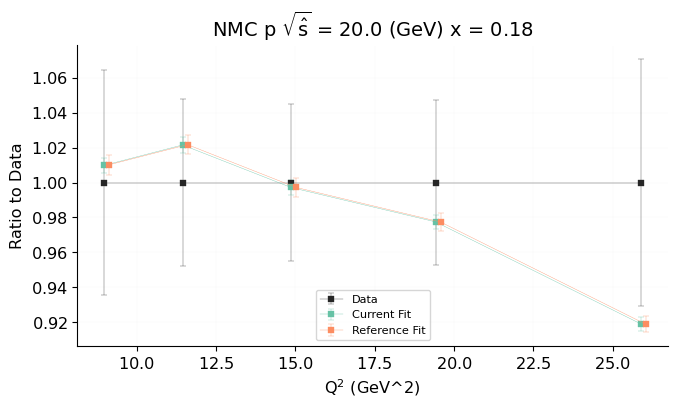 NMC p √ŝ = 20.0 (GeV) x = 0.18
Ratio to Data
1.06
1.04
1.02
1.00
0.98
0.96
0.94
0.92
Data
Current Fit
Reference Fit
10.0 12.5 15.0 17.5 20.0 22.5 25.0
Q² (GeV^2)